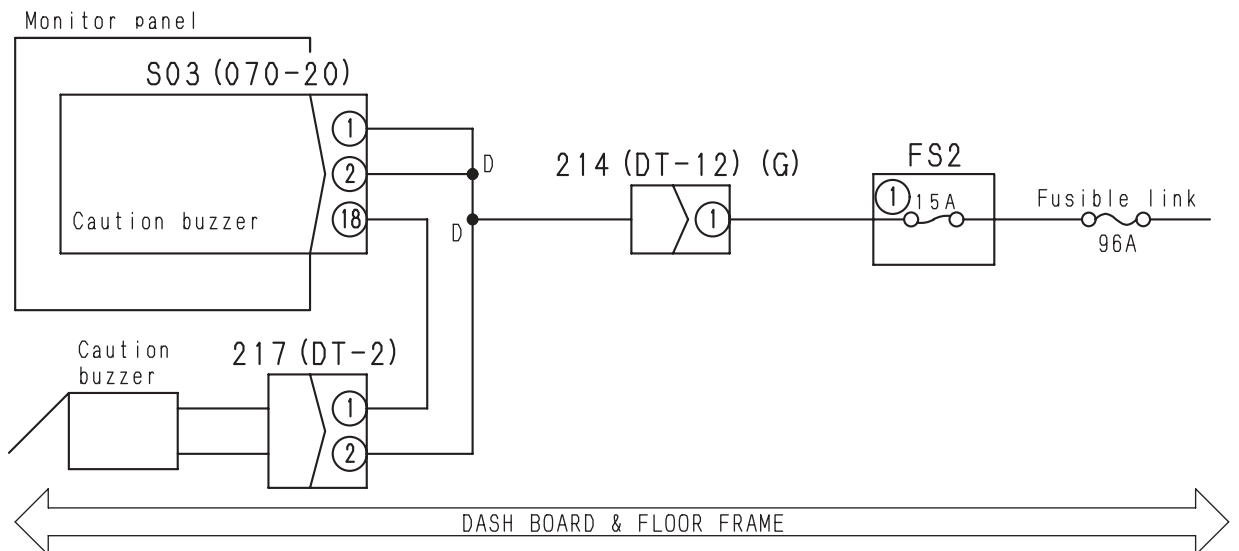 Monitor panel
S03 (070-20)
1
2
18
Caution buzzer
D
D
214 (DT-12) (G)
1
FS2
1
15A
Fusible link
96A
Caution
buzzer
217 (DT-2)
1
2
DASH BOARD & FLOOR FRAME